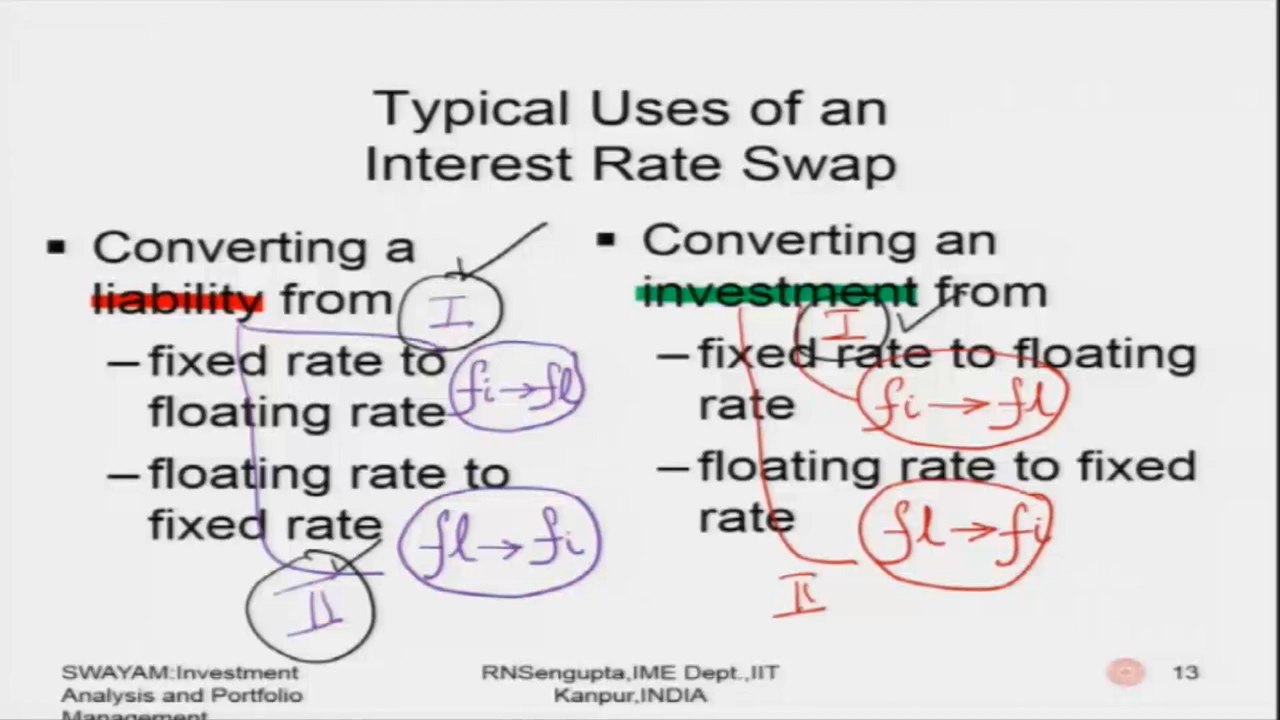 Typical Uses of an
Interest Rate Swap
▪ Converting a
liability from
I
– fixed rate to
floating rate
fi → fl
– floating rate to
fixed rate
fl → fi
II
▪ Converting an
investment from
I
– fixed rate to floating
rate
fi → fl
– floating rate to fixed
rate
fl → fi
II
SWAYAM:Investment
Analysis and Portfolio
Management
RNSengupta,IME Dept.,IIT
Kanpur,INDIA
13